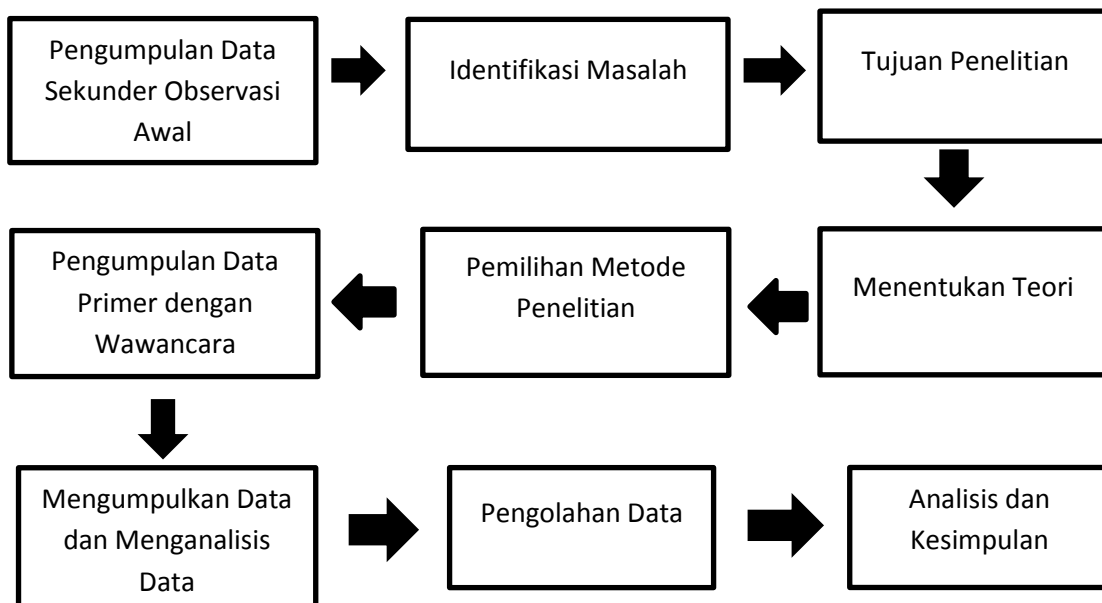 Pengumpulan Data
Sekunder Observasi
Awal
Identifikasi Masalah
Tujuan Penelitian
Menentukan Teori
Pemilihan Metode
Penelitian
Pengumpulan Data
Primer dengan
Wawancara
Mengumpulkan Data
dan Menganalisis
Data
Pengolahan Data
Analisis dan
Kesimpulan